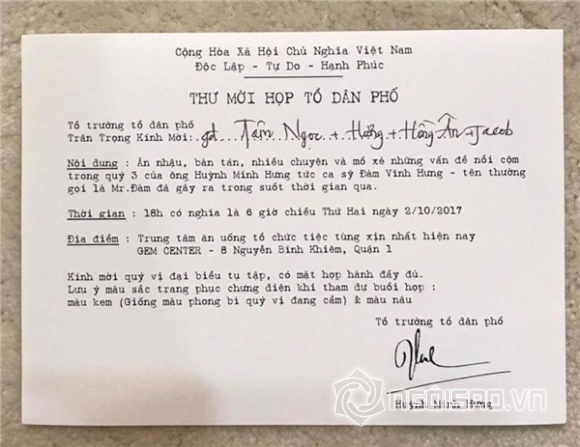 Cộng Hòa Xã Hội Chủ Nghĩa Việt Nam
Độc Lập - Tự Do - Hạnh Phúc
THƯ MỜI HỌP TỔ DÂN PHỐ
Tổ trưởng tổ dân phố
Trân Trọng Kính Mời: gđ Tâm Ngọc + Hưởng + Hồng Ân + Jacob
Nội dung : Ăn nhậu, bàn tán, nhiều chuyện và mổ xẻ những vấn đề nổi cộm
trong quý 3 của ông Huỳnh Minh Hưng tức ca sỹ Đàm Vĩnh Hưng - tên thường
gọi là Mr.Đàm đã gây ra trong suốt thời gian qua.
Thời gian : 18h có nghĩa là 6 giờ chiều Thứ Hai ngày 2/10/2017
Địa điểm : Trung tâm ăn uống tổ chức tiệc tùng xịn nhất hiện nay
GEM CENTER - 8 Nguyễn Bỉnh Khiêm, Quận 1
Kính mời quý vị đại biểu tụ tập, có mặt họp hành đầy đủ.
Lưu ý màu sắc trang phục chưng diện khi tham dự buổi họp :
màu kem (Giống màu phong bì quý vị đang cầm) & màu nâu
Tổ trưởng tổ dân phố
Huỳnh Minh Hưng
NGÔISAO.VN